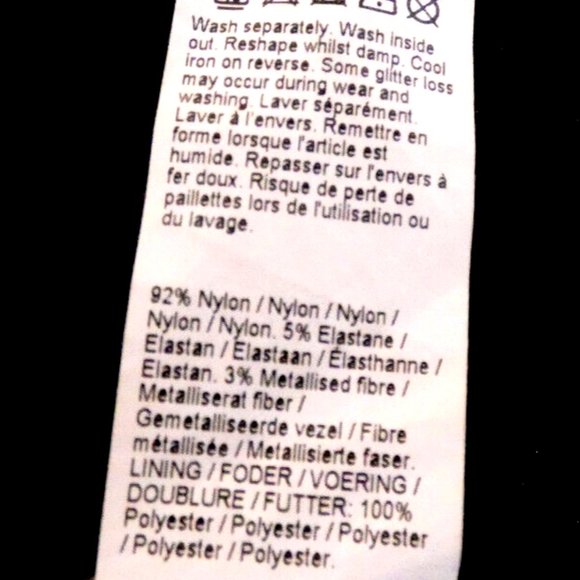 Wash separately. Wash inside
out. Reshape whilst damp. Cool
iron on reverse. Some glitter loss
may occur during wear and
washing. Laver séparément.
Laver à l'envers. Remettre en
forme lorsque l'article est
humide. Repasser sur l'envers à
fer doux. Risque de perte de
paillettes lors de l'utilisation ou
du lavage.
92% Nylon / Nylon / Nylon /
Nylon / Nylon. 5% Elastane /
Elastan / Elastaan / Élasthanne /
Elastan. 3% Metallised fibre /
Metalliserat fiber /
Gemetalliseerde vezel / Fibre
métallisée / Metallisierte faser.
LINING / FODER / VOERING /
DOUBLURE / FUTTER: 100%
Polyester / Polyester / Polyester
/ Polyester / Polyester.